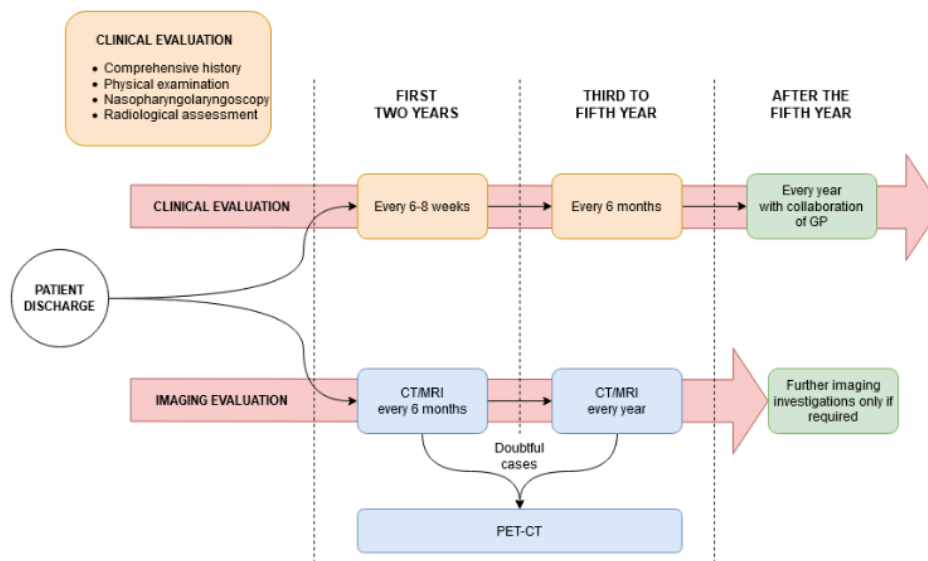 CLINICAL EVALUATION
• Comprehensive history
• Physical examination
• Nasopharyngolaryngoscopy
• Radiological assessment
FIRST
TWO YEARS
THIRD TO
FIFTH YEAR
AFTER THE
FIFTH YEAR
CLINICAL EVALUATION
Every 6-8 weeks
Every 6 months
Every year
with collaboration
of GP
PATIENT
DISCHARGE
IMAGING EVALUATION
CT/MRI
every 6 months
CT/MRI
every year
Further imaging
investigations only if
required
Doubtful
cases
PET-CT